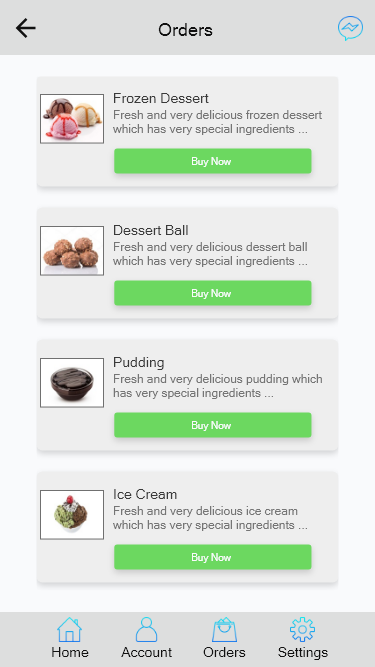 Orders
Frozen Dessert
Fresh and very delicious frozen dessert
which has very special ingredients ...
Buy Now
Dessert Ball
Fresh and very delicious dessert ball
which has very special ingredients ...
Buy Now
Pudding
Fresh and very delicious pudding which
has very special ingredients ...
Buy Now
Ice Cream
Fresh and very delicious ice cream
which has very special ingredients ...
Buy Now
Home Account Orders Settings